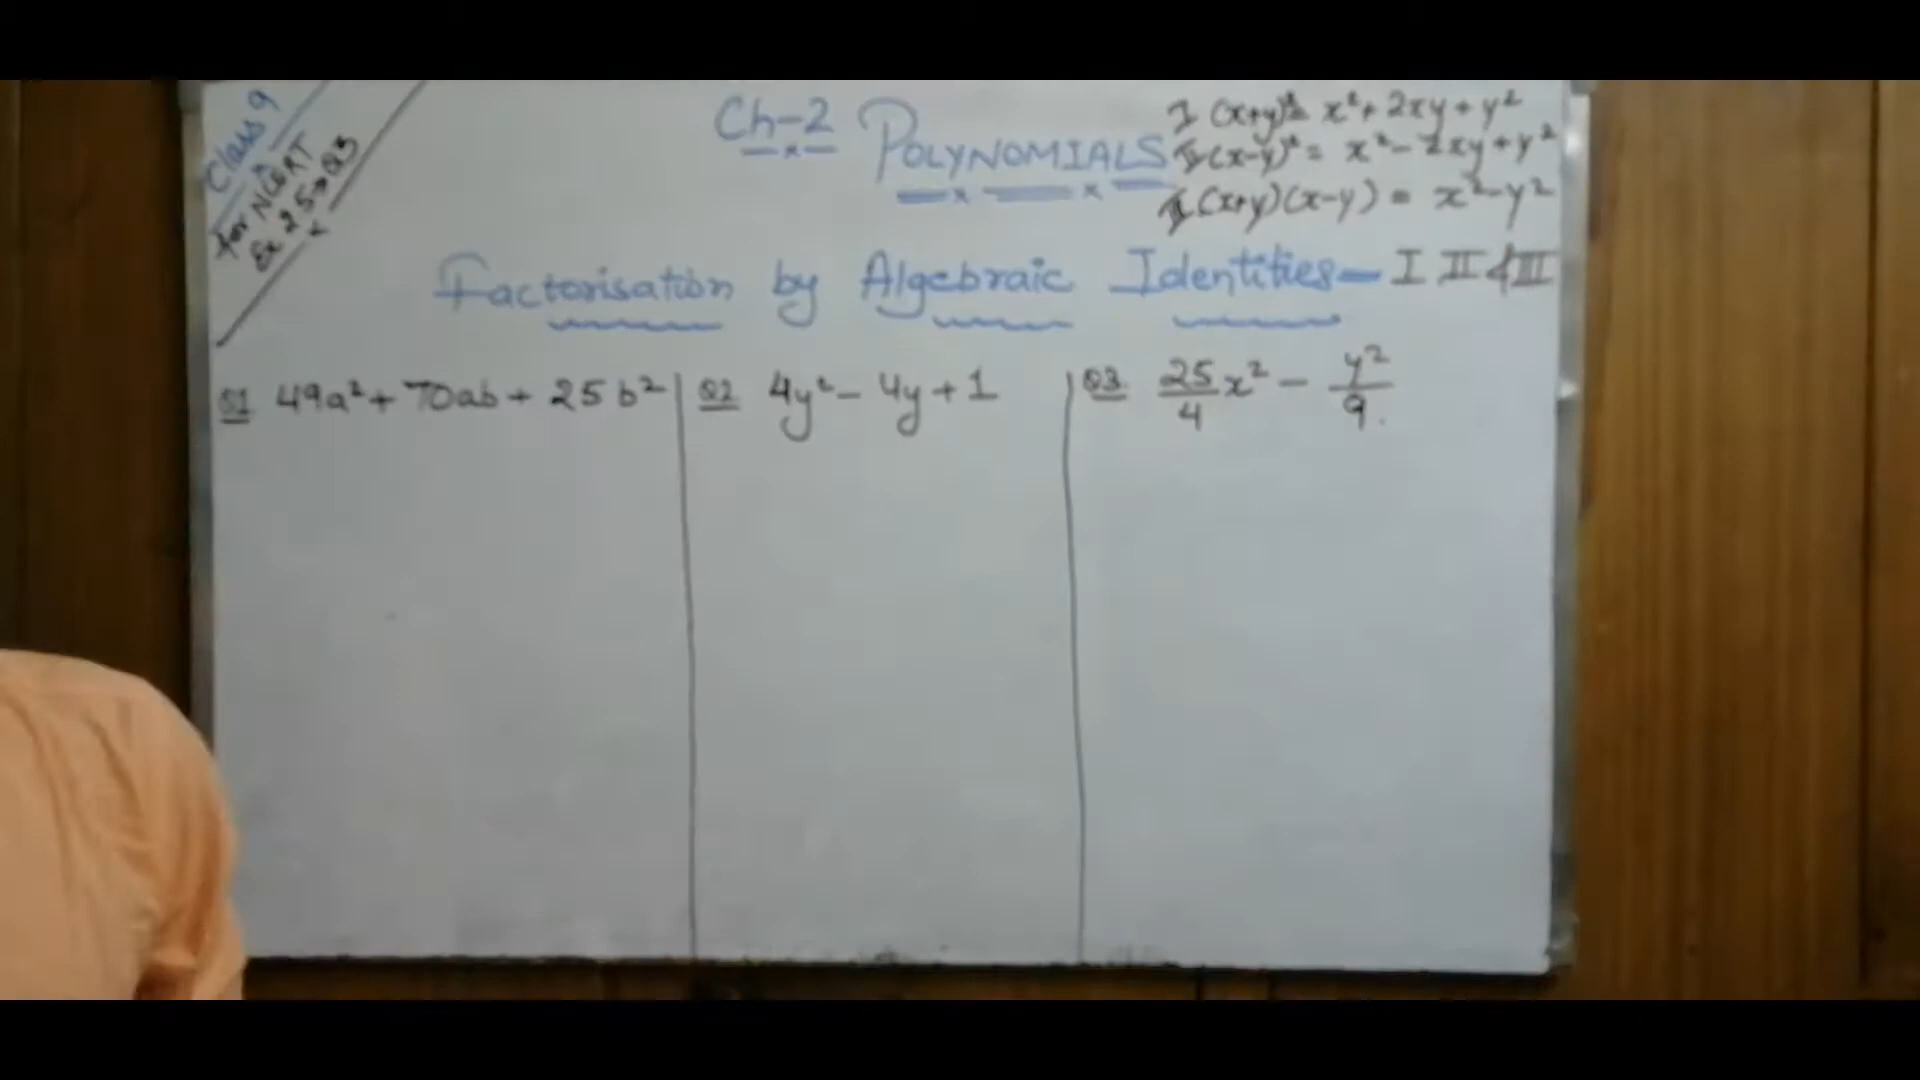 Class 9
for NCERT
Ex 2.5 → Q3
Ch-2 POLYNOMIALS
I (x+y)² = x² + 2xy + y²
II (x-y)² = x² - 2xy + y²
III (x+y)(x-y) = x² - y²
Factorisation by Algebraic Identities - I II & III
Q1 49a² + 70ab + 25b²
Q2 4y² - 4y + 1
Q3. 25/4 x² - y²/9.